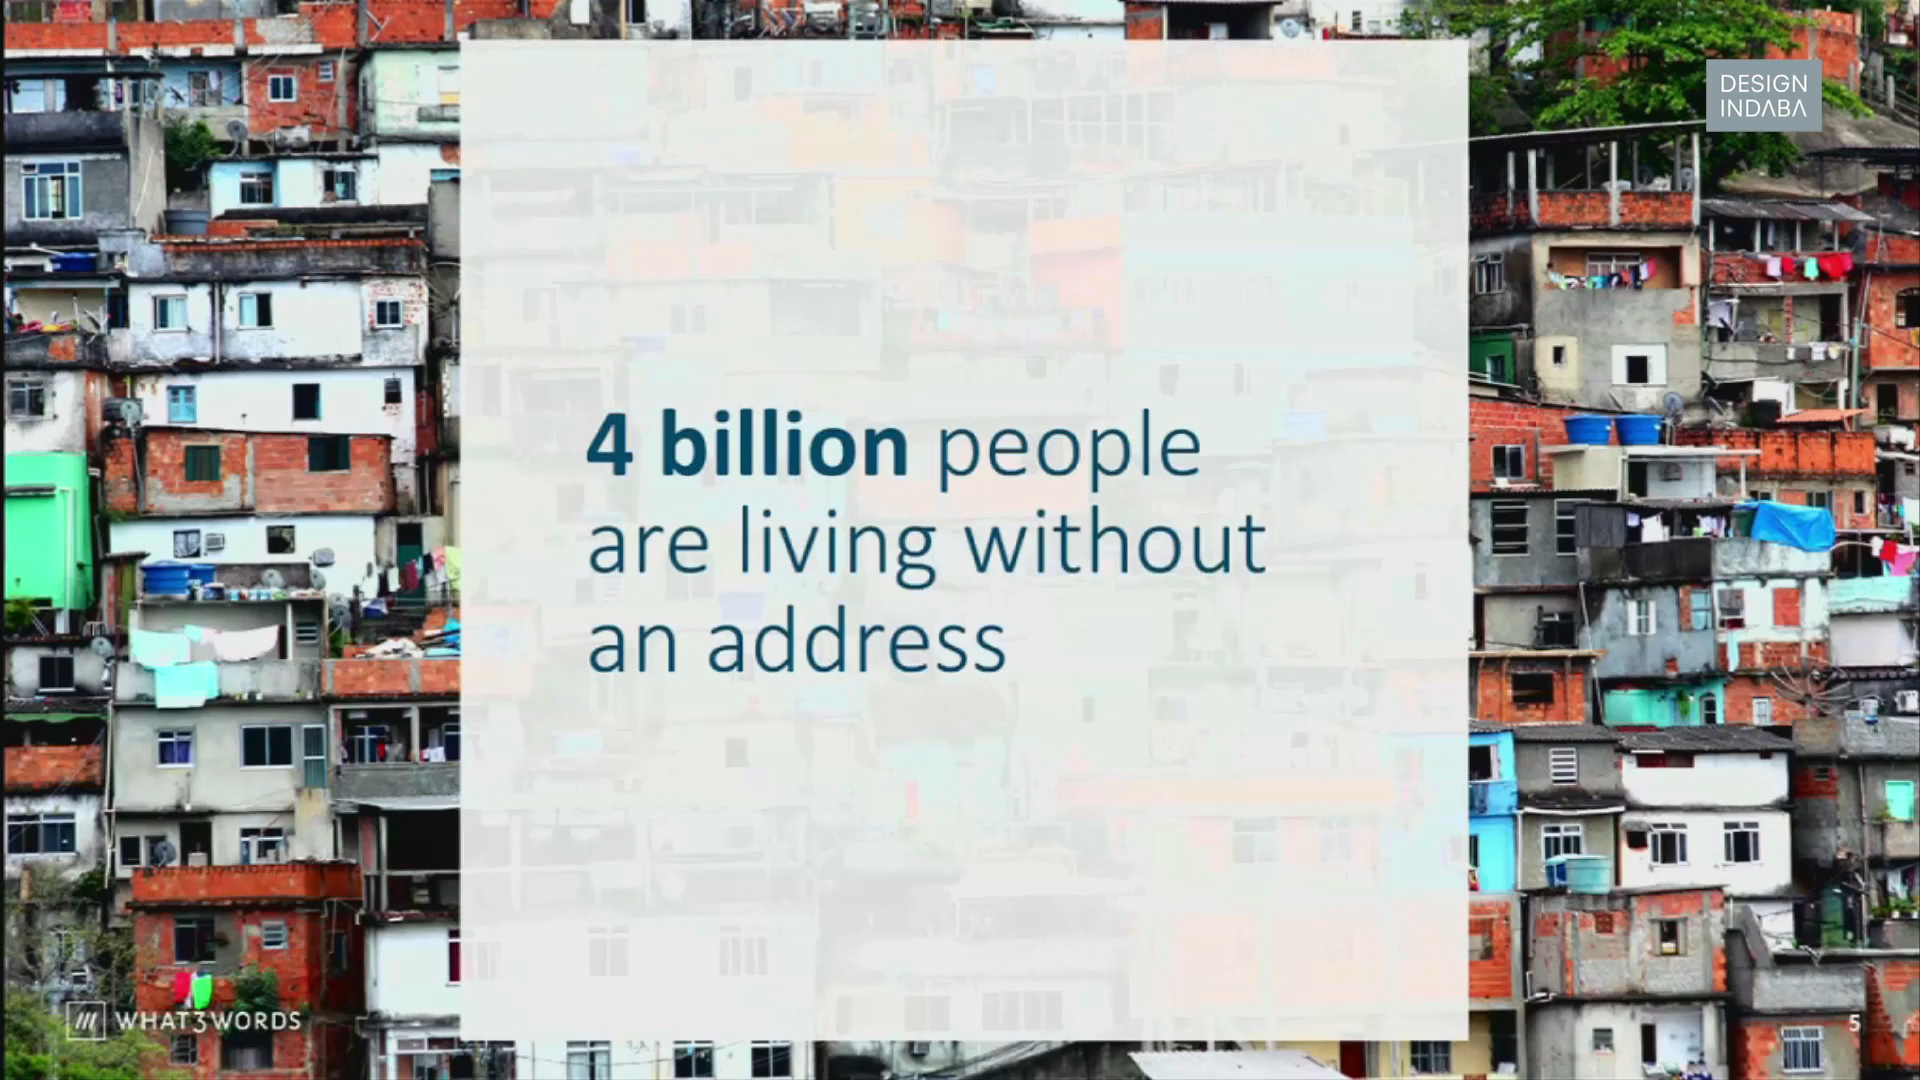 DESIGN
INDABA
4 billion people
are living without
an address
WHAT3WORDS
5